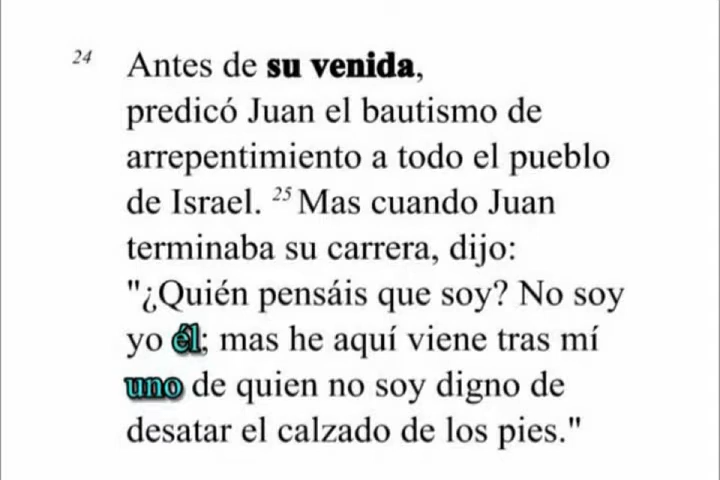 24 Antes de su venida,
predicó Juan el bautismo de
arrepentimiento a todo el pueblo
de Israel. 25 Mas cuando Juan
terminaba su carrera, dijo:
"¿Quién pensáis que soy? No soy
yo él; mas he aquí viene tras mí
uno de quien no soy digno de
desatar el calzado de los pies."